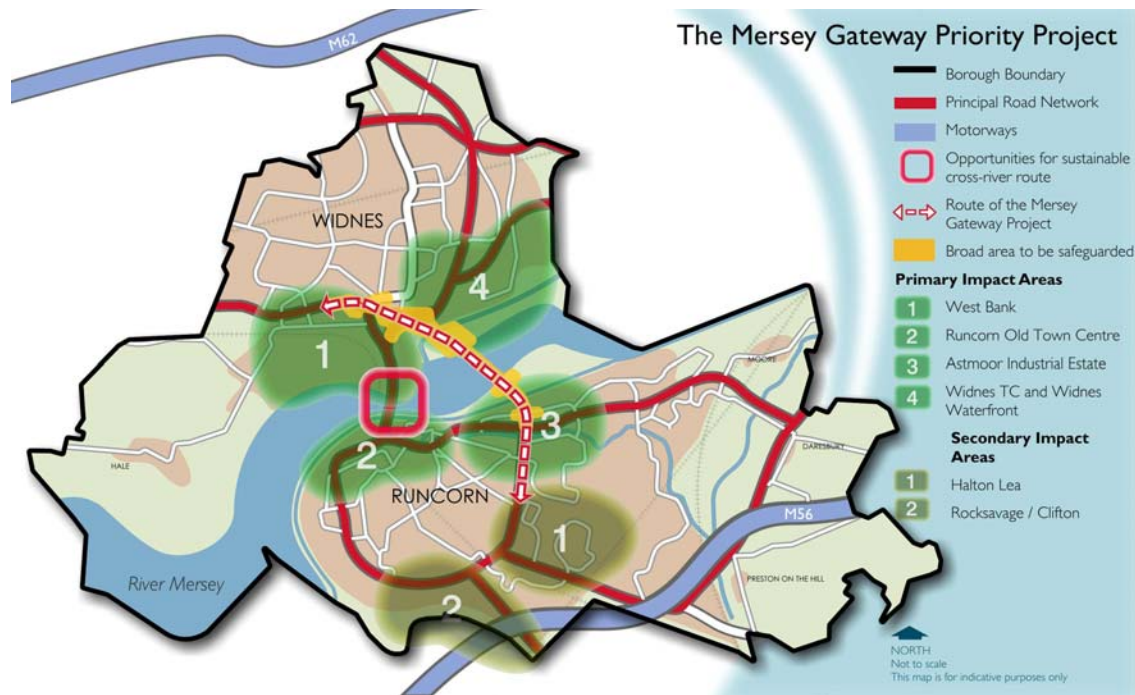 The Mersey Gateway Priority Project
Borough Boundary
Principal Road Network
Motorways
Opportunities for sustainable
cross-river route
Route of the Mersey
Gateway Project
Broad area to be safeguarded
Primary Impact Areas
1 West Bank
2 Runcorn Old Town Centre
3 Astmoor Industrial Estate
4 Widnes TC and Widnes
Waterfront
Secondary Impact
Areas
1 Halton Lea
2 Rocksavage / Clifton
NORTH
Not to scale
This map is for indicative purposes only
M62
WIDNES
4
1
MOORE
3
2
DARESBURY
HALE
RUNCORN
M56
1
River Mersey
PRESTON ON THE HILL
2